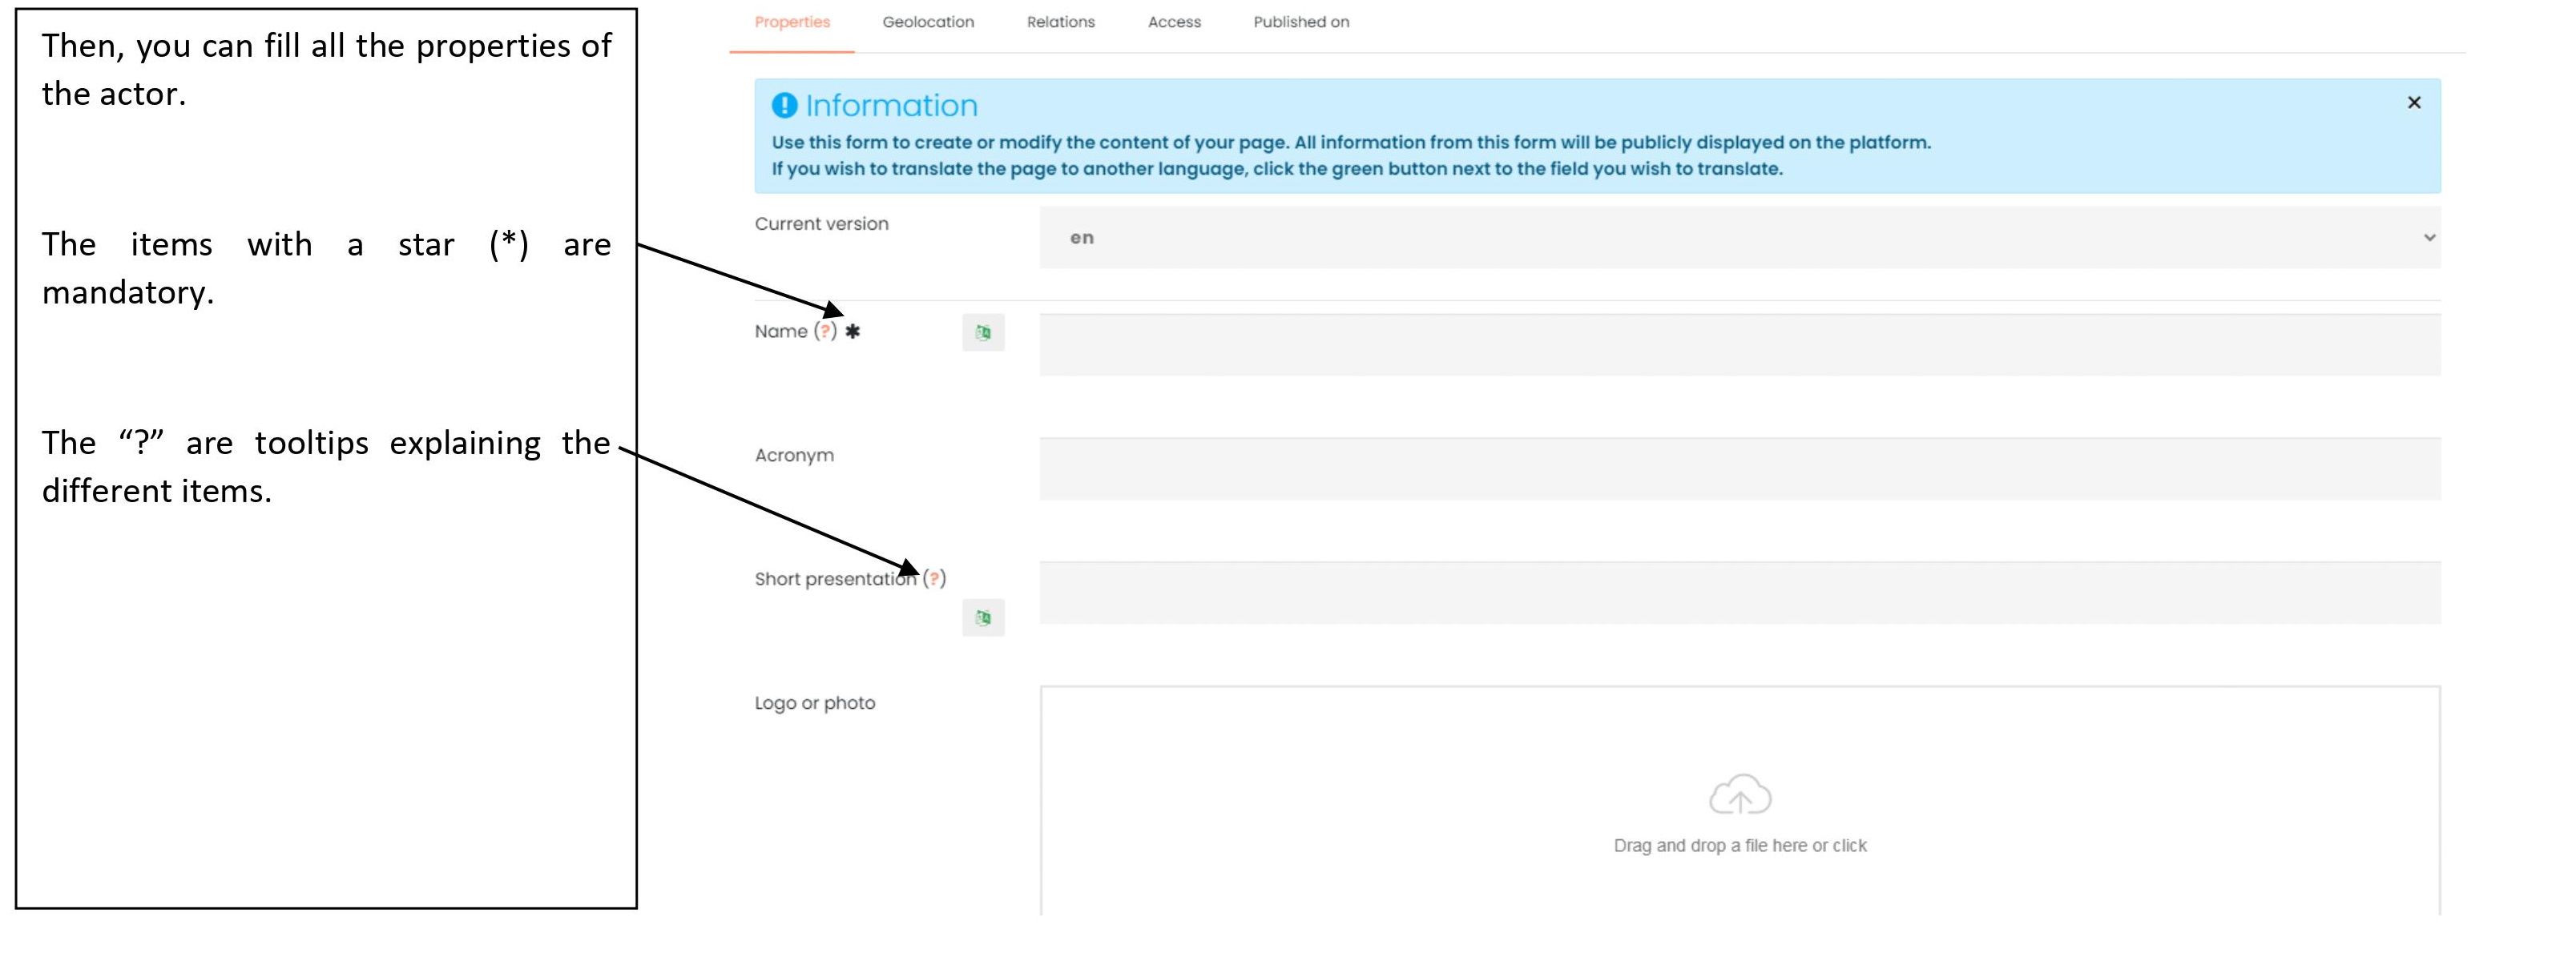 Then, you can fill all the properties of
the actor.
The items with a star (*) are
mandatory.
The “?” are tooltips explaining the
different items.
Properties Geolocation Relations Access Published on
Information
Use this form to create or modify the content of your page. All information from this form will be publicly displayed on the platform.
If you wish to translate the page to another language, click the green button next to the field you wish to translate.
Current version en
Name (?) *
Acronym
Short presentation (?)
Logo or photo
Drag and drop a file here or click